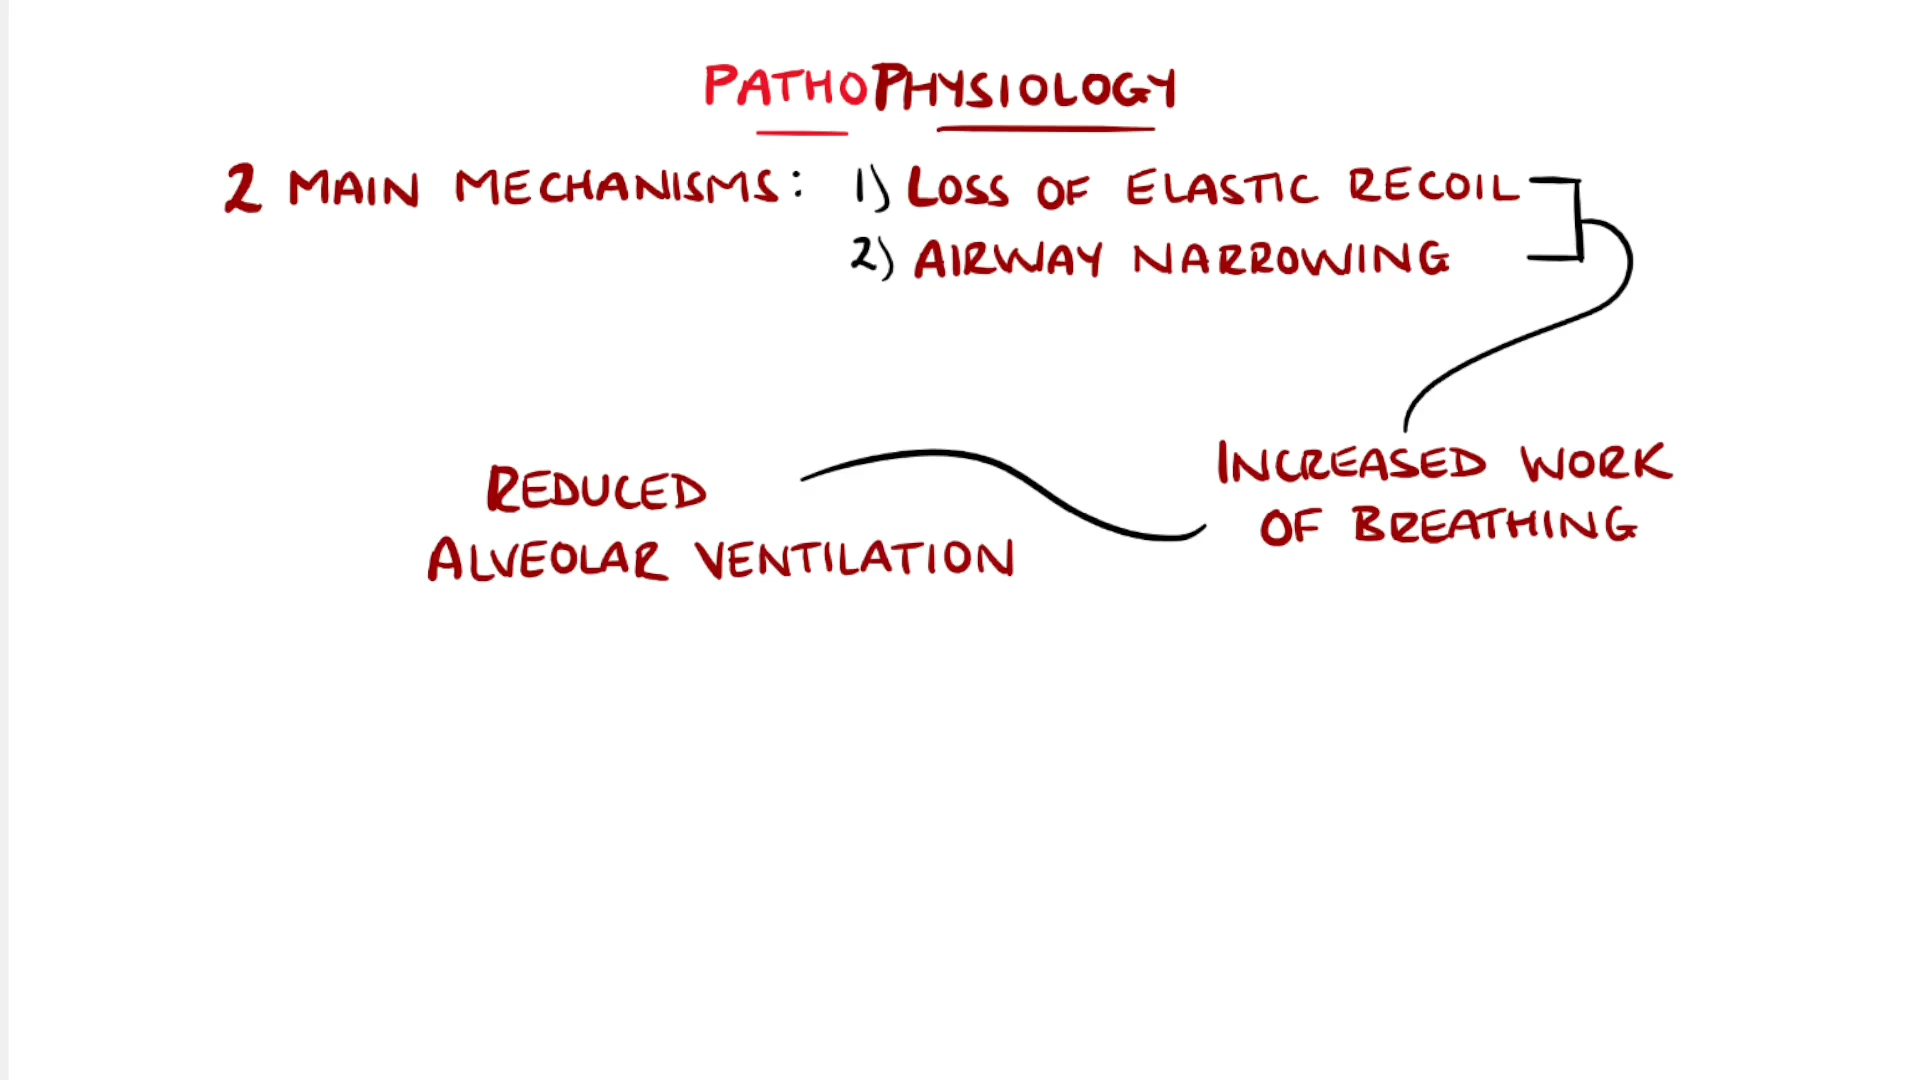 PATHOPHYSIOLOGY
2 MAIN MECHANISMS: 1) LOSS OF ELASTIC RECOIL
2) AIRWAY NARROWING
INCREASED WORK
OF BREATHING
REDUCED
ALVEOLAR VENTILATION